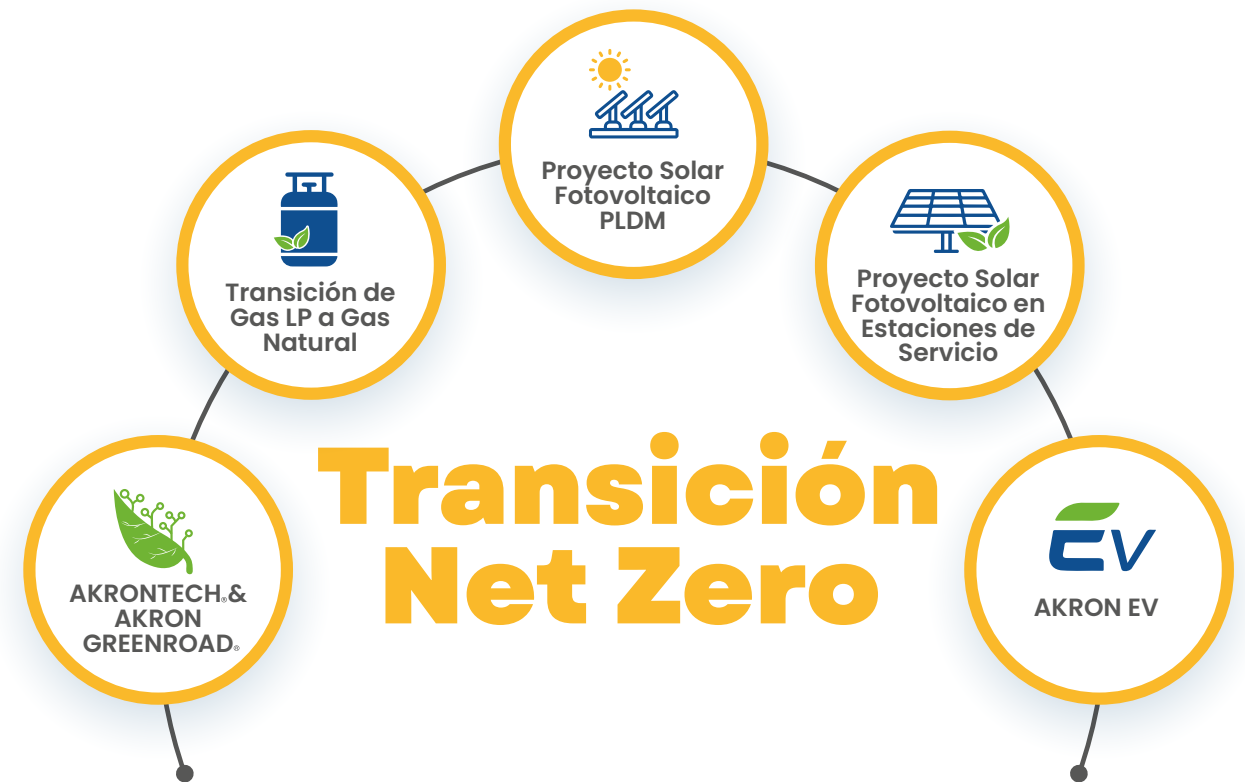 Proyecto Solar
Fotovoltaico
PLDM
Transición de
Gas LP a Gas
Natural
Proyecto Solar
Fotovoltaico en
Estaciones de
Servicio
Transición
Net Zero
AKRONTECH®&
AKRON
GREENROAD®
EV
AKRON EV